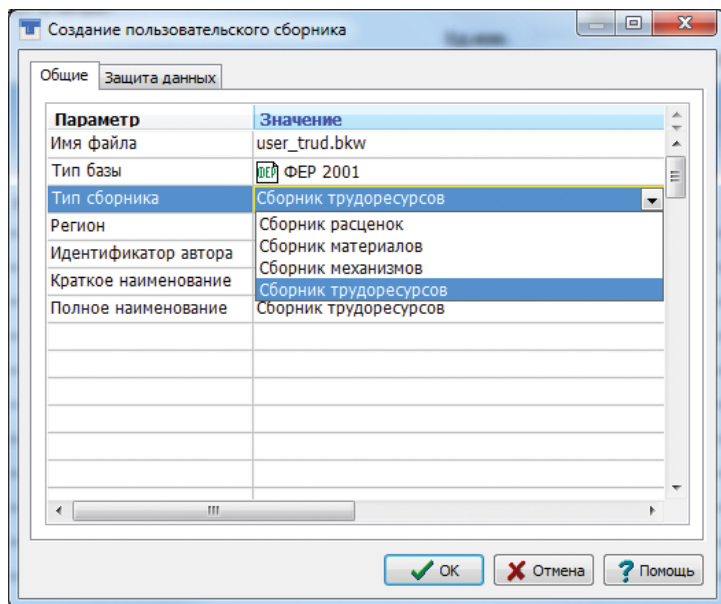 Создание пользовательского сборника
Общие
Защита данных
Параметр Значение
Имя файла user_trud.bkw
Тип базы ФЕР 2001
Тип сборника Сборник трудоресурсов
Регион Сборник расценок
Сборник материалов
Идентификатор автора
Сборник механизмов
Краткое наименование
Сборник трудоресурсов
Полное наименование Сборник трудоресурсов
ОК
Отмена
Помощь